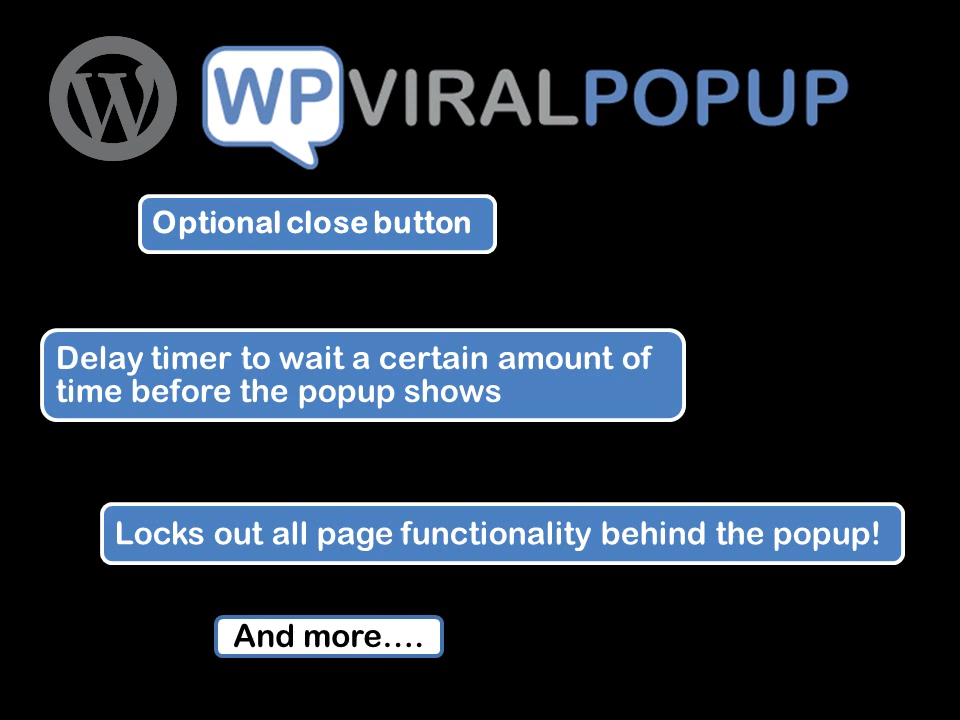 WPVIRALPOPUP
Optional close button
Delay timer to wait a certain amount of
time before the popup shows
Locks out all page functionality behind the popup!
And more....